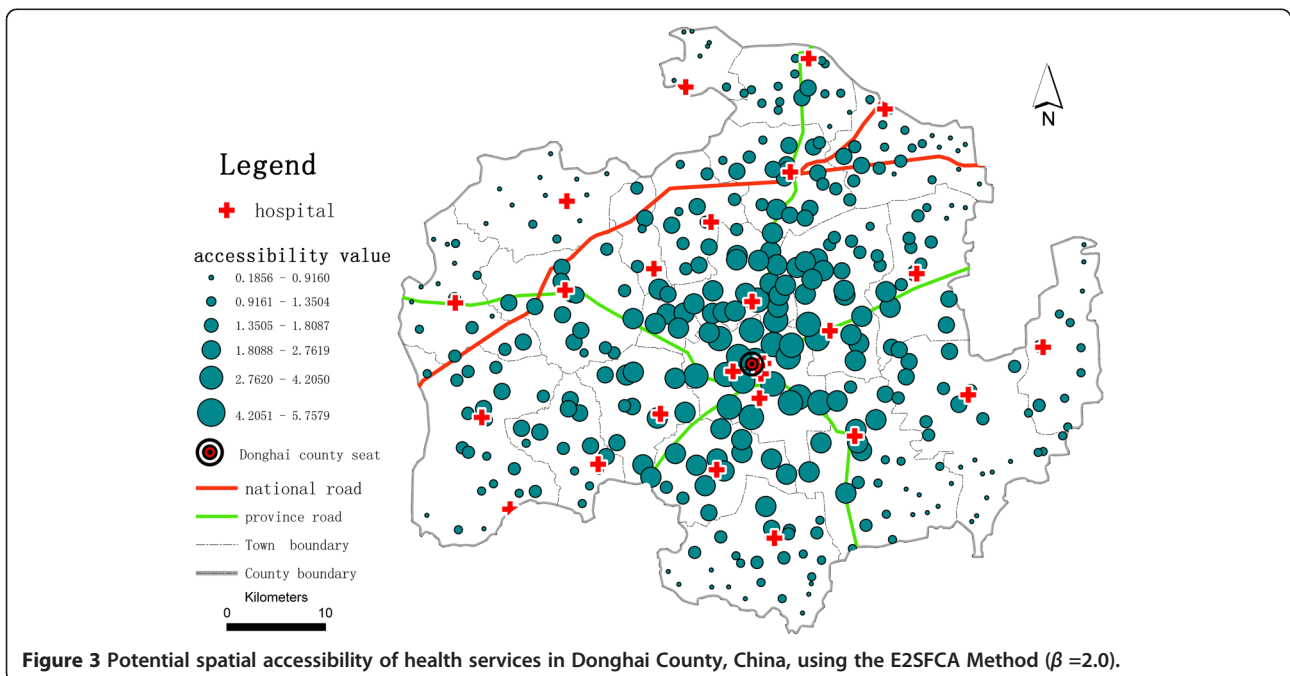 N
Legend
hospital
accessibility value
0.1856 - 0.9160
0.9161 - 1.3504
1.3505 - 1.8087
1.8088 - 2.7619
2.7620 - 4.2050
4.2051 - 5.7579
Donghai county seat
national road
province road
Town boundary
County boundary
Kilometers
0 10
Figure 3 Potential spatial accessibility of health services in Donghai County, China, using the E2SFCA Method (β =2.0).